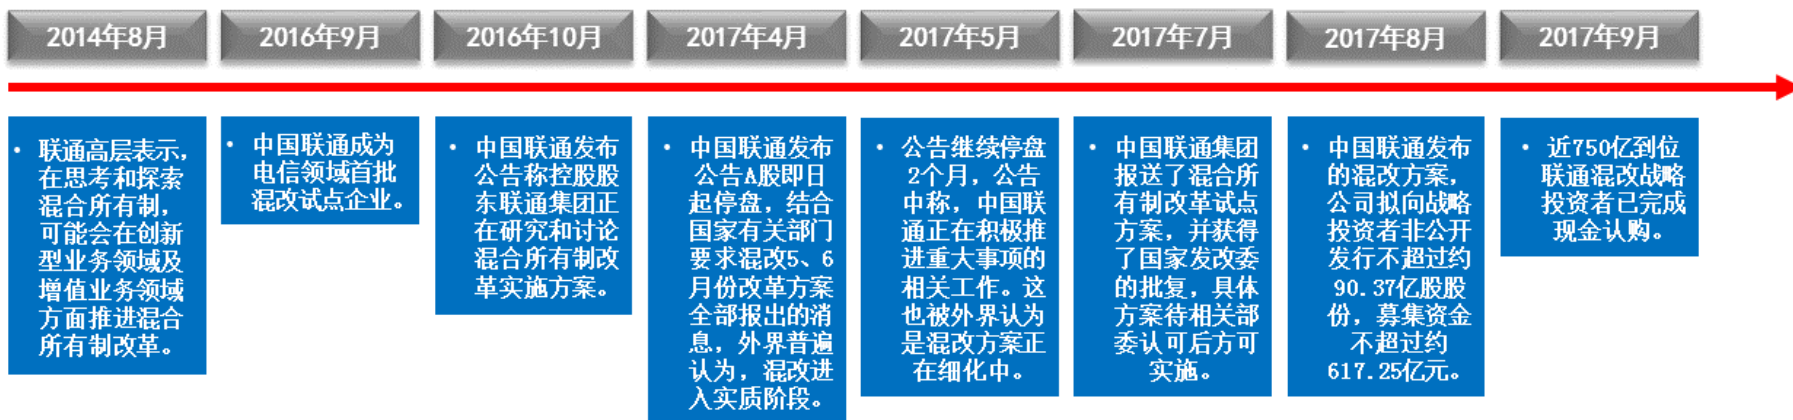 2014年8月
2016年9月
2016年10月
2017年4月
2017年5月
2017年7月
2017年8月
2017年9月
• 联通高层表示，
在思考和探索
混合所有制，
可能会在创新
型业务领域及
增值业务领域
方面推进混合
所有制改革。
• 中国联通成为
电信领域首批
混改试点企业。
• 中国联通发布
公告称控股股
东联通集团正
在研究和讨论
混合所有制改
革实施方案。
• 中国联通发布
公告A股即日
起停盘，结合
国家有关部门
要求混改5、6
月份改革方案
全部报出的消
息，外界普遍
认为，混改进
入实质阶段。
• 公告继续停盘
2个月，公告
中称，中国联
通正在积极推
进重大事项的
相关工作。这
也被外界认为
是混改方案正
在细化中。
• 中国联通集团
报送了混合所
有制改革试点
方案，并获得
了国家发改委
的批复，具体
方案待相关部
委认可后方可
实施。
• 中国联通发布
的混改方案，
公司拟向战略
投资者非公开
发行不超过约
90.37亿股股
份，募集资金
不超过约
617.25亿元。
• 近750亿到位
联通混改战略
投资者已完成
现金认购。